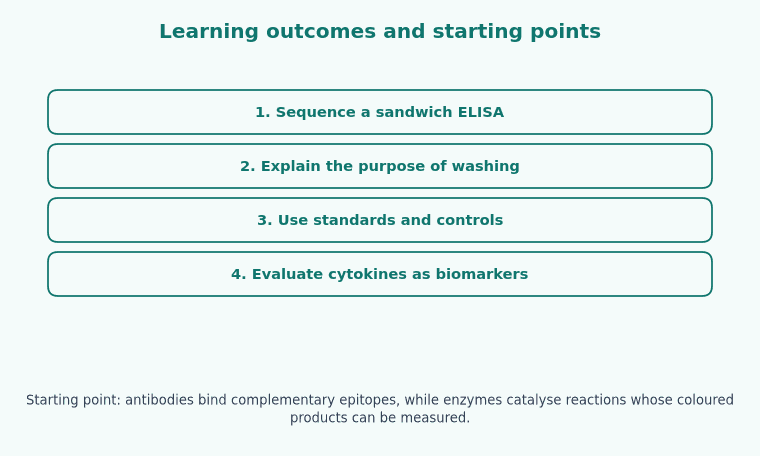 Learning outcomes and starting points
1. Sequence a sandwich ELISA
2. Explain the purpose of washing
3. Use standards and controls
4. Evaluate cytokines as biomarkers
Starting point: antibodies bind complementary epitopes, while enzymes catalyse reactions whose coloured
products can be measured.